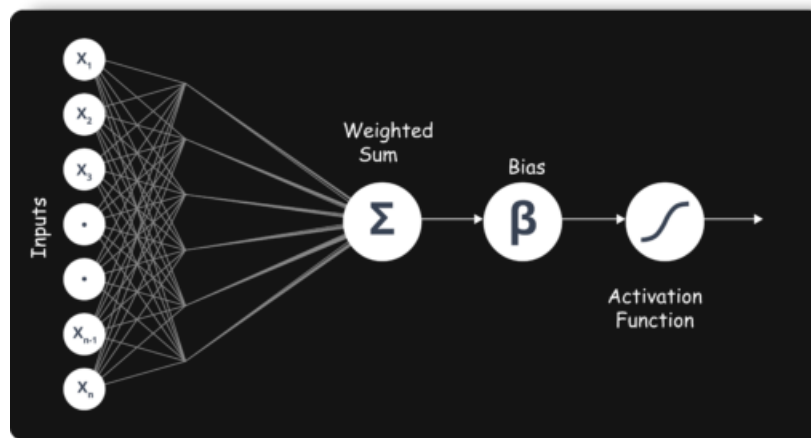 X₁
X₂
X₃
•
•
Xₙ₋₁
Xₙ
Inputs
Weighted
Sum
Σ
Bias
β
Activation
Function